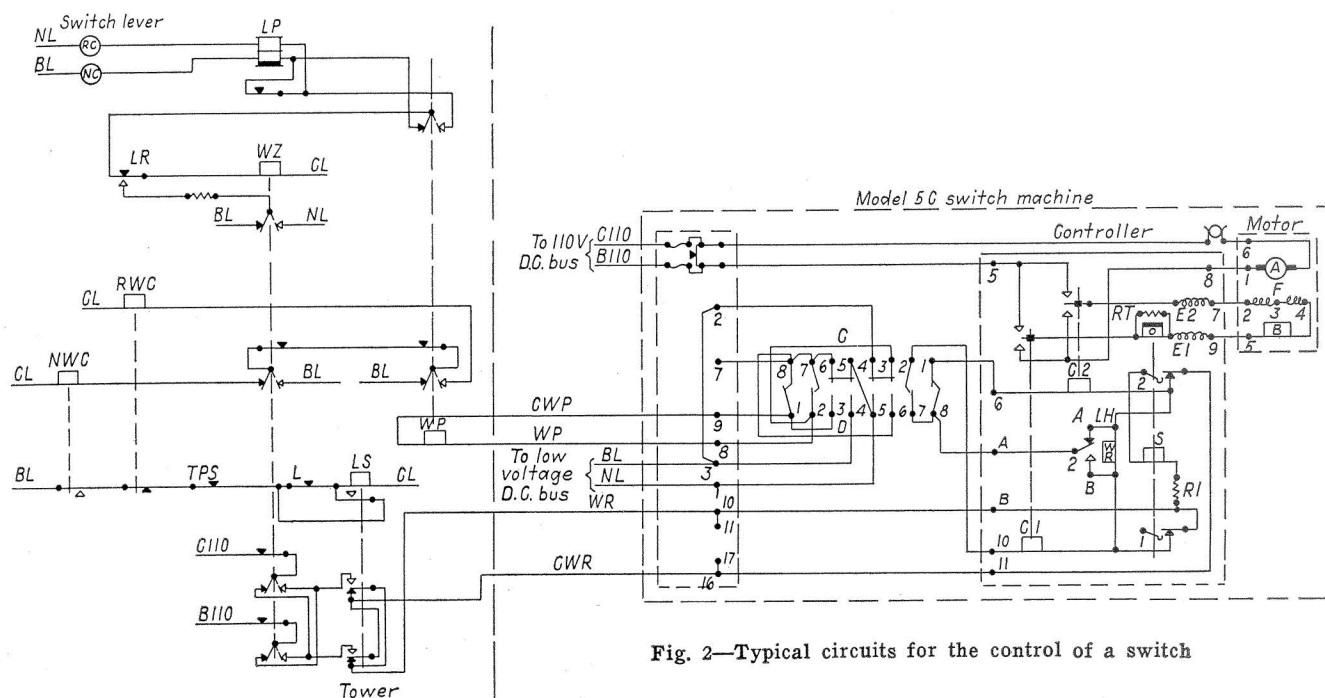 Switch lever
LP
NL RC
BL NC
LR
WZ
CL
BL
NL
RWC
CL
NWC
CL
BL
BL
WP
CWP
WP
BL
TPS
L
LS
CL
C110
B110
Tower
To low
voltage
D.C. bus
BL
NL
WR
CWR
Model 5C switch machine
To 110V
D.C. bus
C110
B110
Controller
Motor
5
8
6
1
A
F
2
3
4
RT
O
E2
7
E1
9
5
B
2
7
9
8
3
1
10
11
17
16
C
8 7 6 5 4 3 2 1
1 2 3 4 5 6 7 8
D
6
C2
2
A
A
LH
2
WR
B
S
B
R1
10
C1
1
11
Fig. 2—Typical circuits for the control of a switch